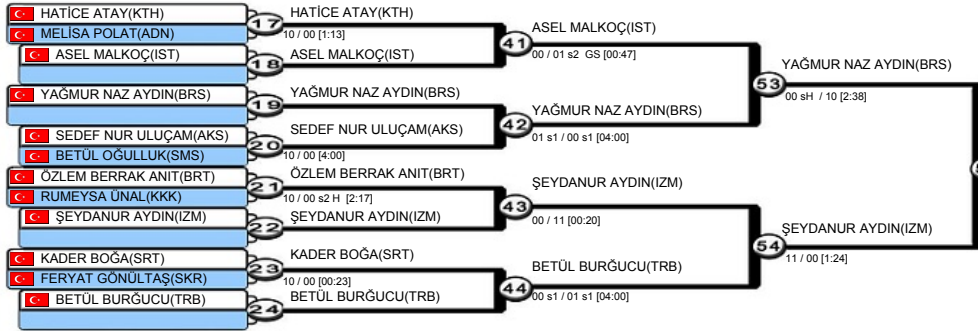 HATİCE ATAY(KTH)
MELİSA POLAT(ADN)
17
HATİCE ATAY(KTH)
10 / 00 [1:13]
ASEL MALKOÇ(IST)
18
ASEL MALKOÇ(IST)
41
ASEL MALKOÇ(IST)
00 / 01 s2 GS [00:47]
YAĞMUR NAZ AYDIN(BRS)
19
YAĞMUR NAZ AYDIN(BRS)
SEDEF NUR ULUÇAM(AKS)
BETÜL OĞULLUK(SMS)
20
SEDEF NUR ULUÇAM(AKS)
10 / 00 [4:00]
42
YAĞMUR NAZ AYDIN(BRS)
01 s1 / 00 s1 [04:00]
53
YAĞMUR NAZ AYDIN(BRS)
00 sH / 10 [2:38]
ÖZLEM BERRAK ANIT(BRT)
RUMEYSA ÜNAL(KKK)
21
ÖZLEM BERRAK ANIT(BRT)
10 / 00 s2 H [2:17]
ŞEYDANUR AYDIN(IZM)
22
ŞEYDANUR AYDIN(IZM)
43
ŞEYDANUR AYDIN(IZM)
00 / 11 [00:20]
KADER BOĞA(SRT)
FERYAT GÖNÜLTAŞ(SKR)
23
KADER BOĞA(SRT)
10 / 00 [00:23]
BETÜL BURĞUCU(TRB)
24
BETÜL BURĞUCU(TRB)
44
BETÜL BURĞUCU(TRB)
00 s1 / 01 s1 [04:00]
54
ŞEYDANUR AYDIN(IZM)
11 / 00 [1:24]